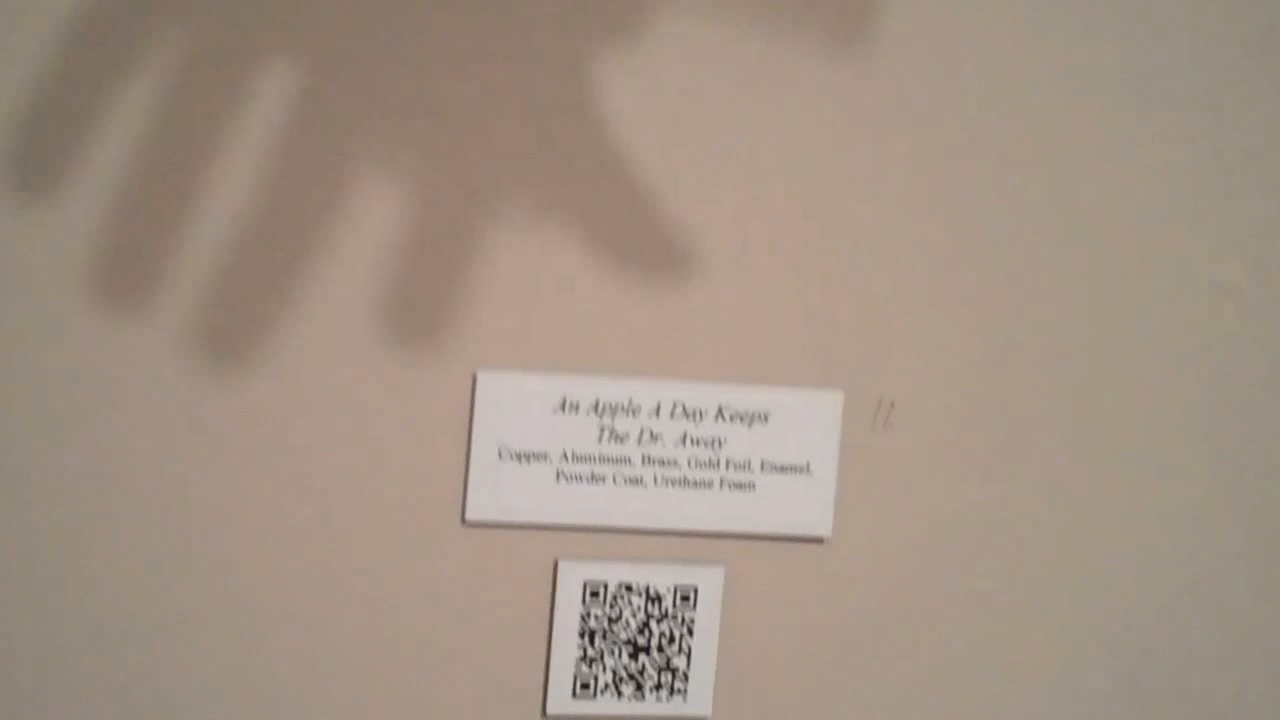 An Apple A Day Keeps
The Dr. Away
Copper, Aluminum, Brass, Gold Foil, Enamel,
Powder Coat, Urethane Foam